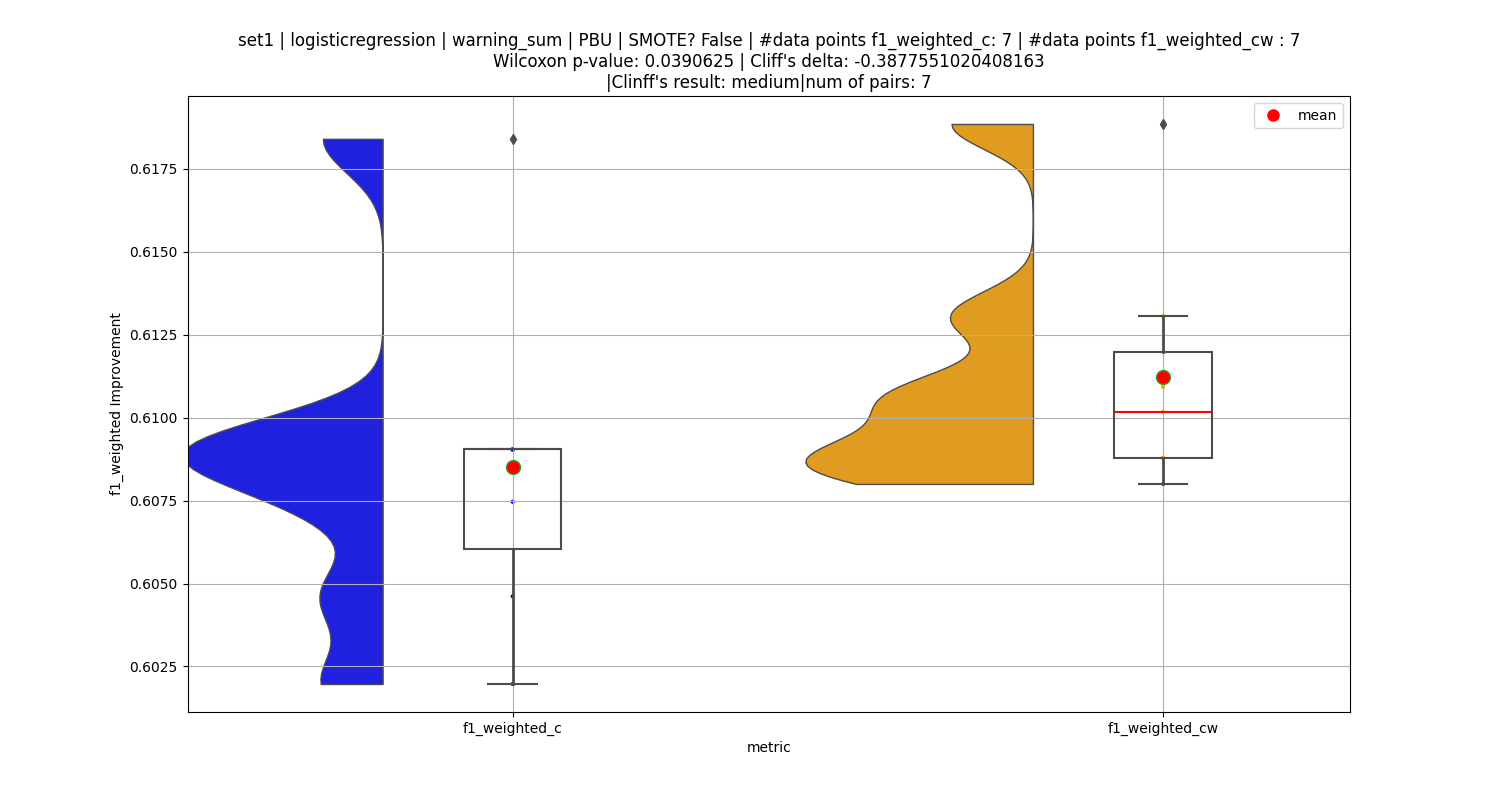 set1 | logisticregression | warning_sum | PBU | SMOTE? False | #data points f1_weighted_c: 7 | #data points f1_weighted_cw : 7
Wilcoxon p-value: 0.0390625 | Cliff's delta: -0.3877551020408163
|Clinff's result: medium|num of pairs: 7
mean
f1_weighted Improvement
0.6175
0.6150
0.6125
0.6100
0.6075
0.6050
0.6025
f1_weighted_c
f1_weighted_cw
metric